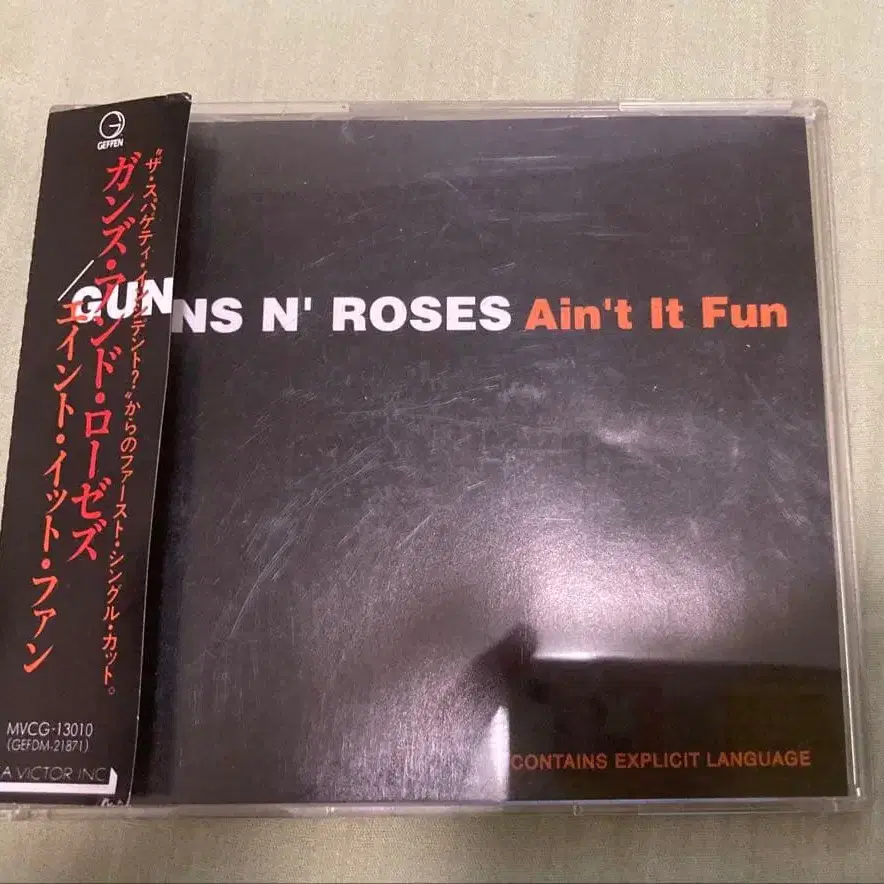 GEFFEN
"ザ・スパゲティ・インシデント?"からのファースト・シングル・カット。
ガンズ・アンド・ローゼズ
/エイント・イット・ファン
MVCG-13010
(GEFDM-21871)
A VICTOR INC
GUN
NS N' ROSES Ain't It Fun
CONTAINS EXPLICIT LANGUAGE